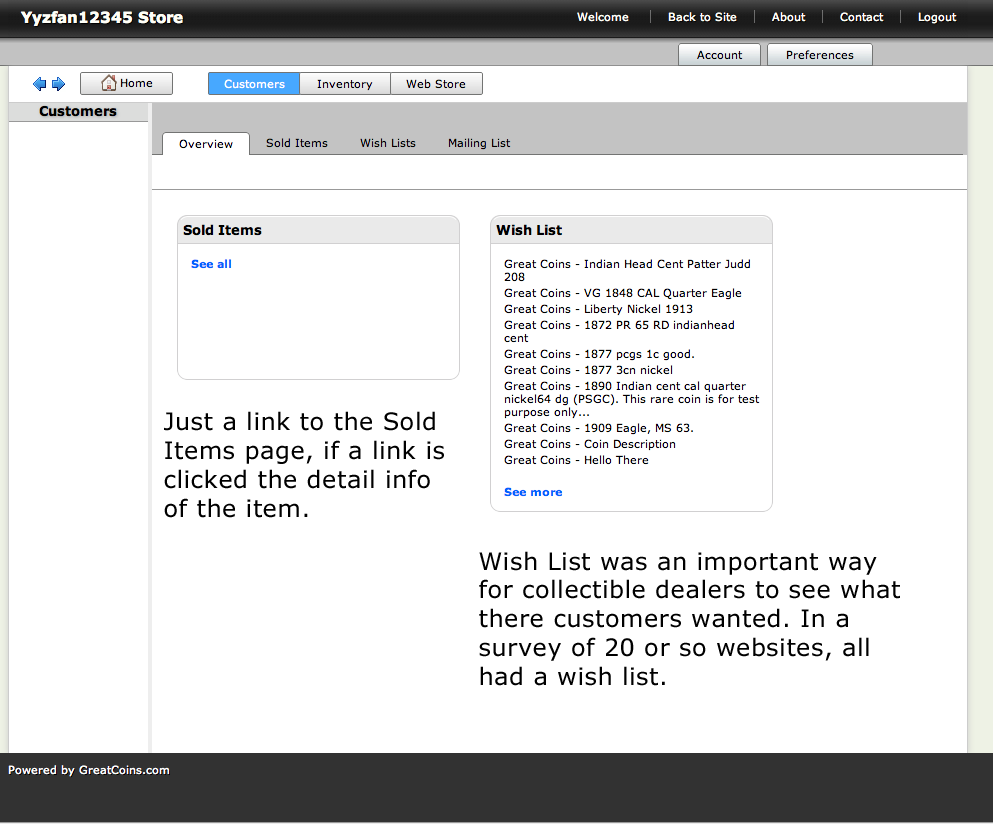 Yyzfan12345 Store
Welcome
Back to Site
About
Contact
Logout
Account
Preferences
Home
Customers
Inventory
Web Store
Customers
Overview
Sold Items
Wish Lists
Mailing List
Sold Items
See all
Wish List
Great Coins - Indian Head Cent Patter Judd
208
Great Coins - VG 1848 CAL Quarter Eagle
Great Coins - Liberty Nickel 1913
Great Coins - 1872 PR 65 RD indianhead
cent
Great Coins - 1877 pcgs 1c good.
Great Coins - 1877 3cn nickel
Great Coins - 1890 Indian cent cal quarter
nickel64 dg (PSGC). This rare coin is for test
purpose only...
Great Coins - 1909 Eagle, MS 63.
Great Coins - Coin Description
Great Coins - Hello There
See more
Just a link to the Sold
Items page, if a link is
clicked the detail info
of the item.
Wish List was an important way
for collectible dealers to see what
there customers wanted. In a
survey of 20 or so websites, all
had a wish list.
Powered by GreatCoins.com